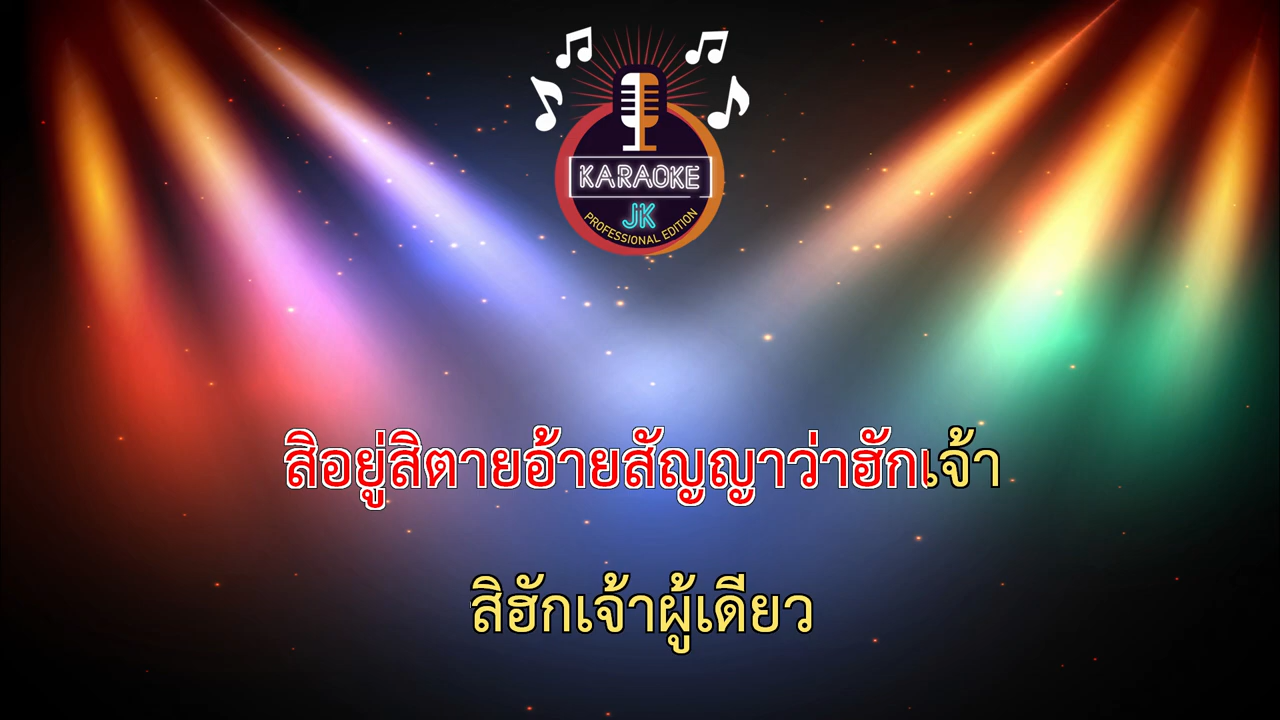 KARAOKE
JK
PROFESSIONAL EDITION
สิอยู่สิตายอ้ายสัญญาว่าฮักเจ้า
สิฮักเจ้าผู้เดียว